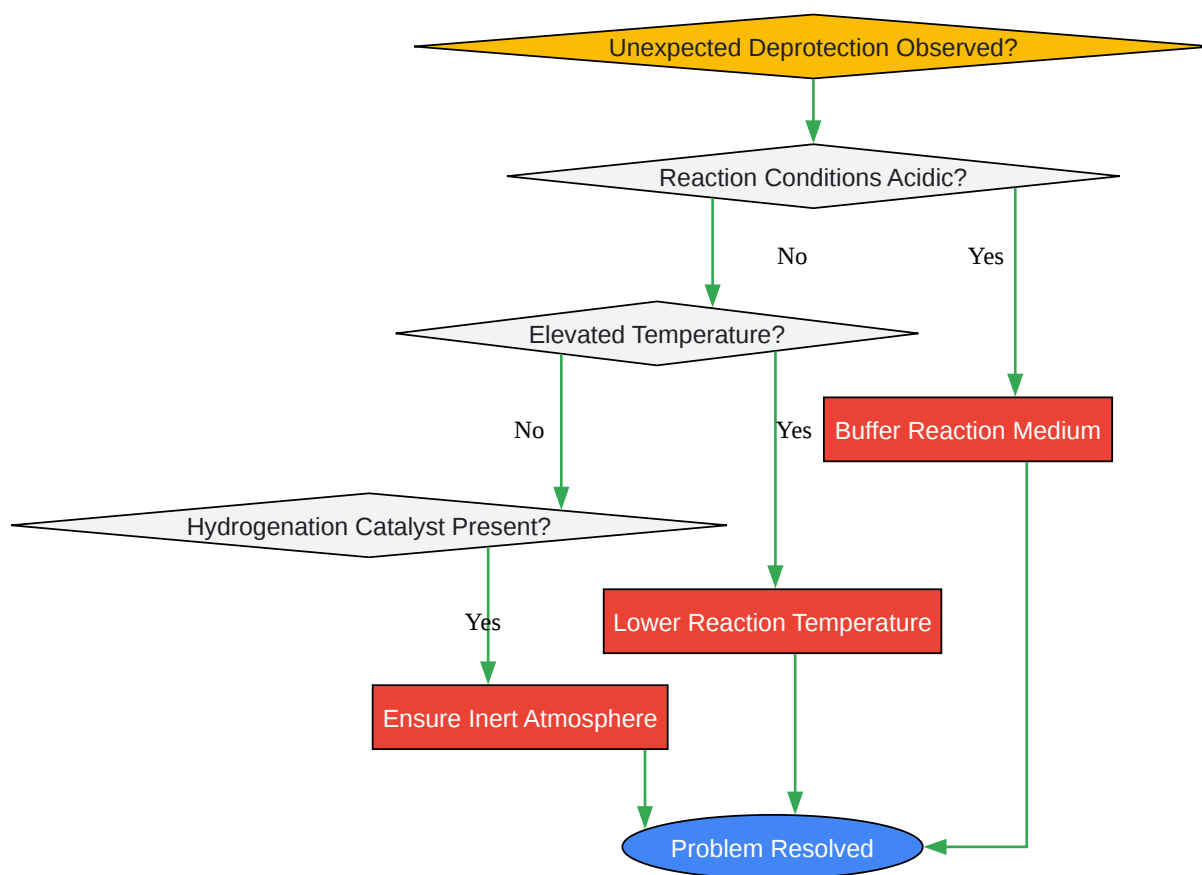 Unexpected Deprotection Observed?
Reaction Conditions Acidic?
No
Yes
Elevated Temperature?
No
Yes
Buffer Reaction Medium
Hydrogenation Catalyst Present?
Yes
Lower Reaction Temperature
Ensure Inert Atmosphere
Problem Resolved